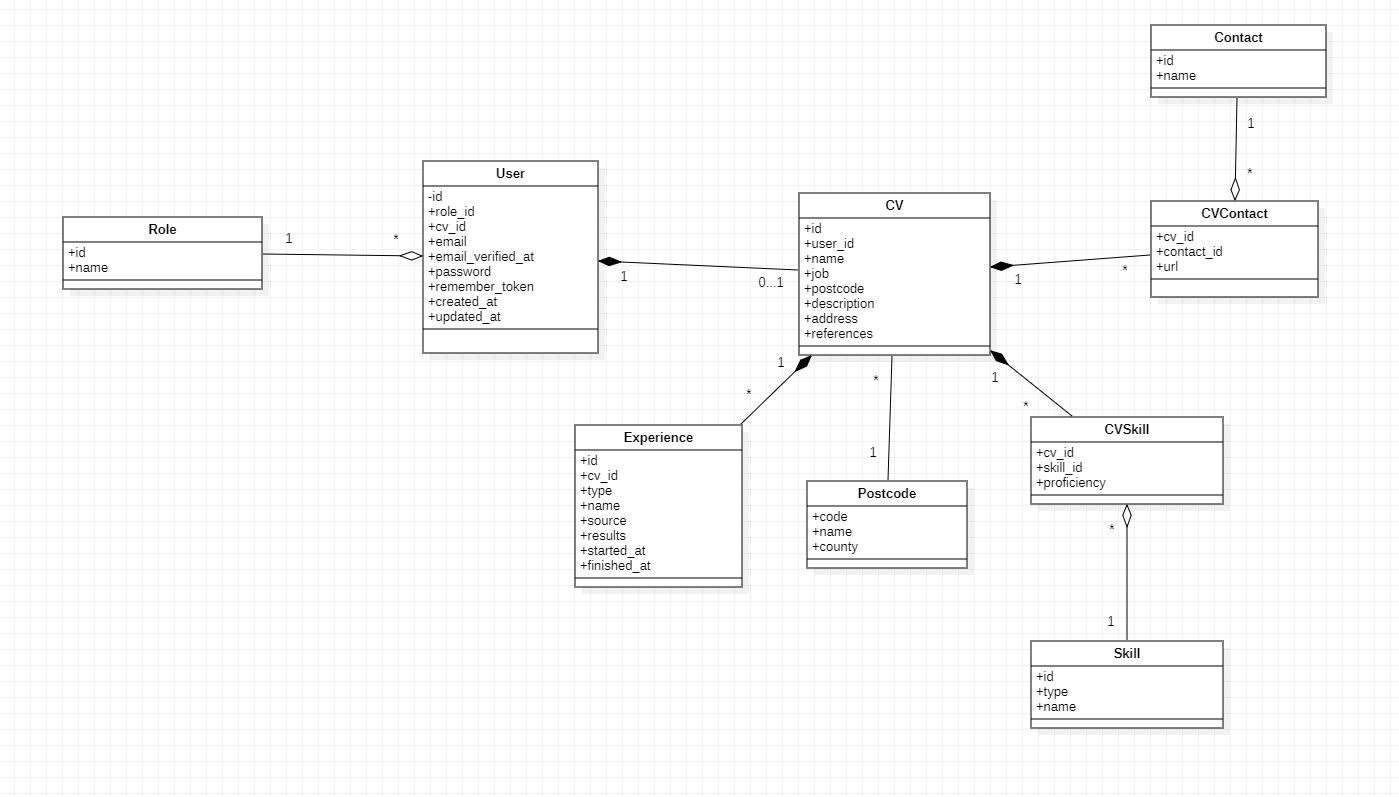 Contact
+id
+name
1
*
User
-id
+role_id
+cv_id
+email
+email_verified_at
+password
+remember_token
+created_at
+updated_at
Role
+id
+name
1
*
1
0...1
CV
+id
+user_id
+name
+job
+postcode
+description
+address
+references
CVContact
+cv_id
+contact_id
+url
1
*
1
*
*
1
1
*
Experience
+id
+cv_id
+type
+name
+source
+results
+started_at
+finished_at
Postcode
+code
+name
+county
CVSkill
+cv_id
+skill_id
+proficiency
*
1
Skill
+id
+type
+name